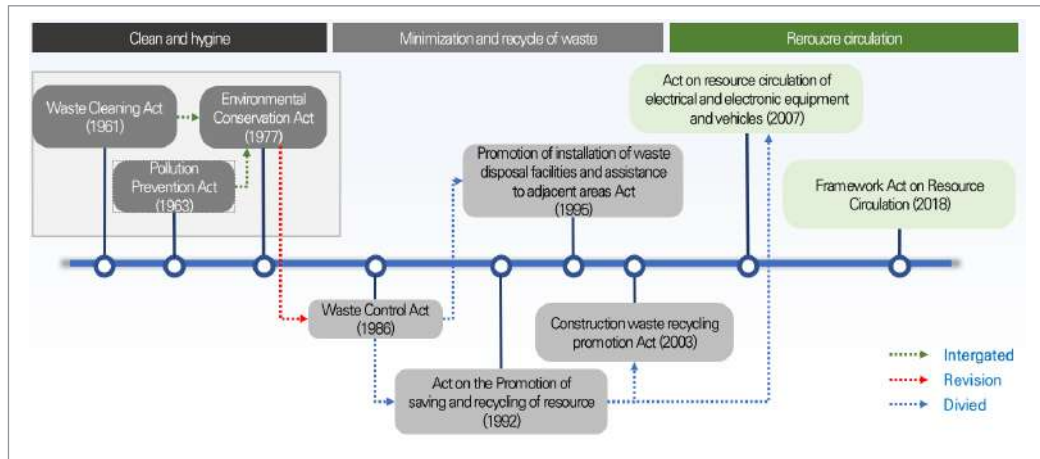 Clean and hygine
Minimization and recycle of waste
Reroucre circulation
Waste Cleaning Act
(1961)
Environmental
Conservation Act
(1977)
Pollution
Prevention Act
(1963)
Act on resource circulation of
electrical and electronic equipment
and vehicles (2007)
Promotion of installation of waste
disposal facilities and assistance
to adjacent areas Act
(1995)
Framework Act on Resource
Circulation (2018)
Waste Control Act
(1986)
Construction waste recycling
promotion Act (2003)
Act on the Promotion of
saving and recycling of resource
(1992)
Intergated
Revision
Divied